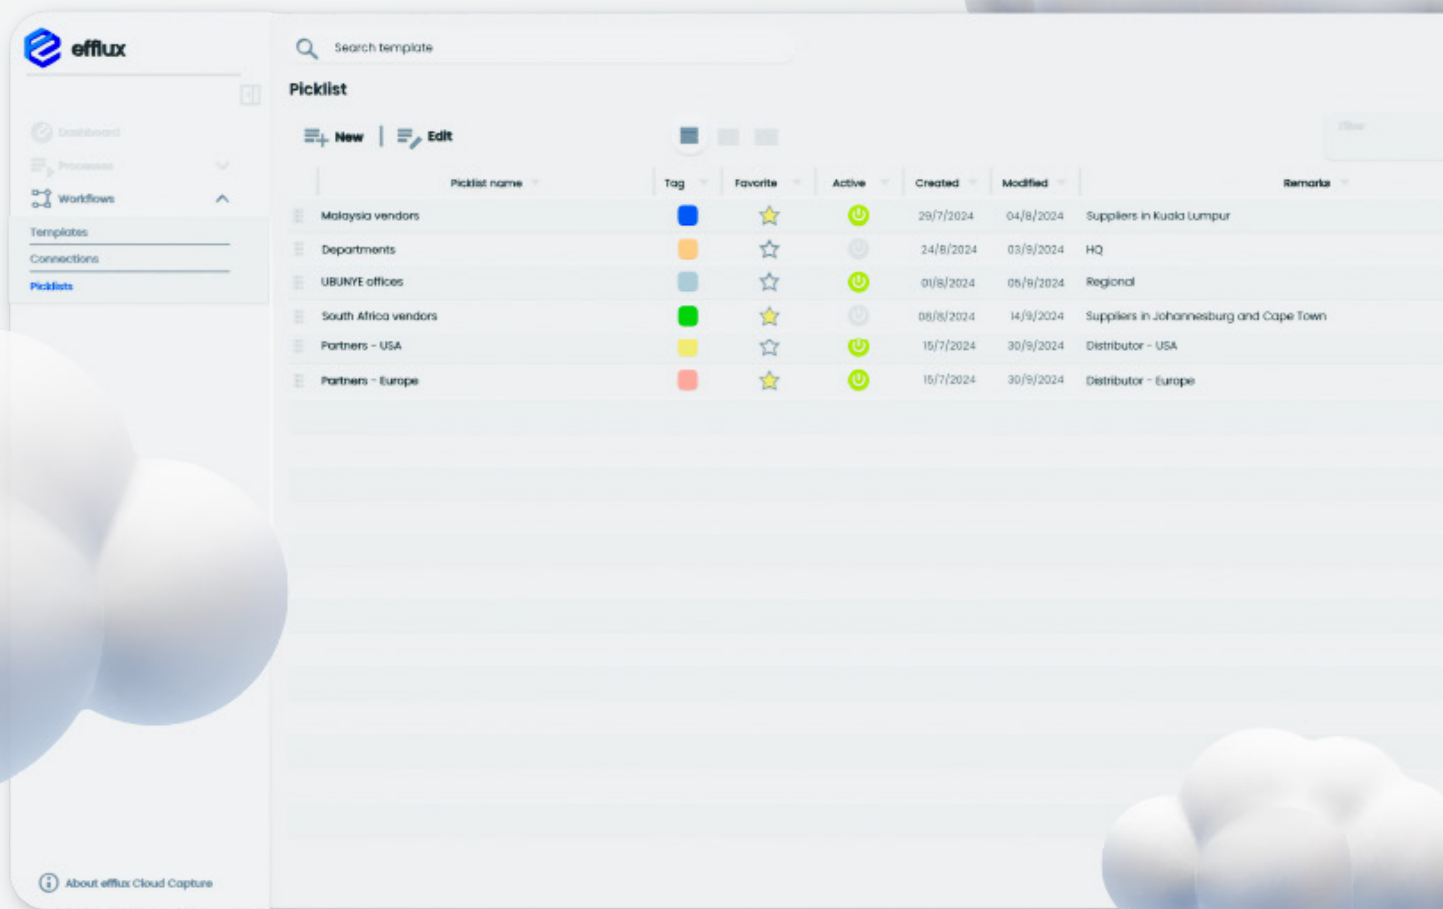 efflux
Search template
Picklist
Dashboard
Processes
New Edit
Filter
Workflows
Picklist name Tag Favorite Active Created Modified Remarks
Malaysia vendors 29/7/2024 04/8/2024 Suppliers in Kuala Lumpur
Templates
Departments 24/8/2024 03/9/2024 HQ
Connections
UBUNYE offices 01/8/2024 05/9/2024 Regional
Picklists
South Africa vendors 08/8/2024 14/9/2024 Suppliers in Johannesburg and Cape Town
Partners - USA 15/7/2024 30/9/2024 Distributor - USA
Partners - Europe 15/7/2024 30/9/2024 Distributor - Europe
About efflux Cloud Capture